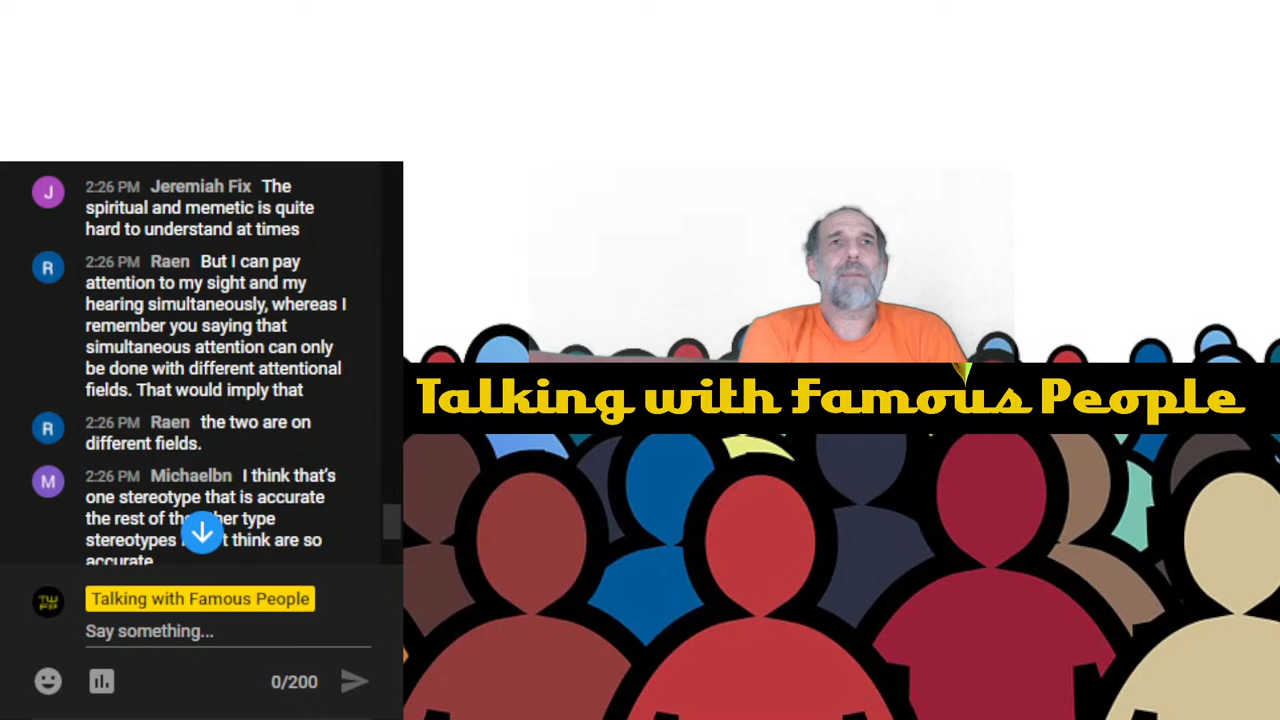 2:26 PM Jeremiah Fix The
spiritual and memetic is quite
hard to understand at times
2:26 PM Raen But I can pay
attention to my sight and my
hearing simultaneously, whereas I
remember you saying that
simultaneous attention can only
be done with different attentional
fields. That would imply that
2:26 PM Raen the two are on
different fields.
2:26 PM Michaelbn I think that's
one stereotype that is accurate
the rest of the type
stereotypes think are so
accurate
Talking with Famous People
Say something...
0/200
J
R
R
M
TW
FP
Talking with Famous People